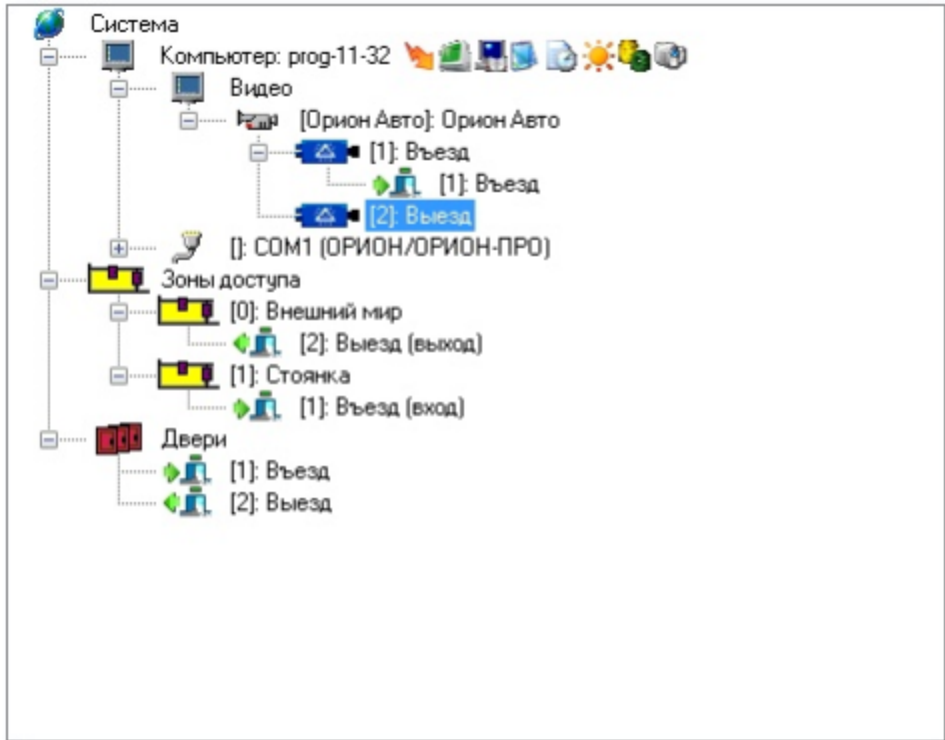 Система
Компьютер: prog-11-32
Видео
[Орион Авто]: Орион Авто
[1]: Въезд
[1]: Въезд
[2]: Выезд
[]: COM1 (ОРИОН/ОРИОН-ПРО)
Зоны доступа
[0]: Внешний мир
[2]: Выезд (выход)
[1]: Стоянка
[1]: Въезд (вход)
Двери
[1]: Въезд
[2]: Выезд